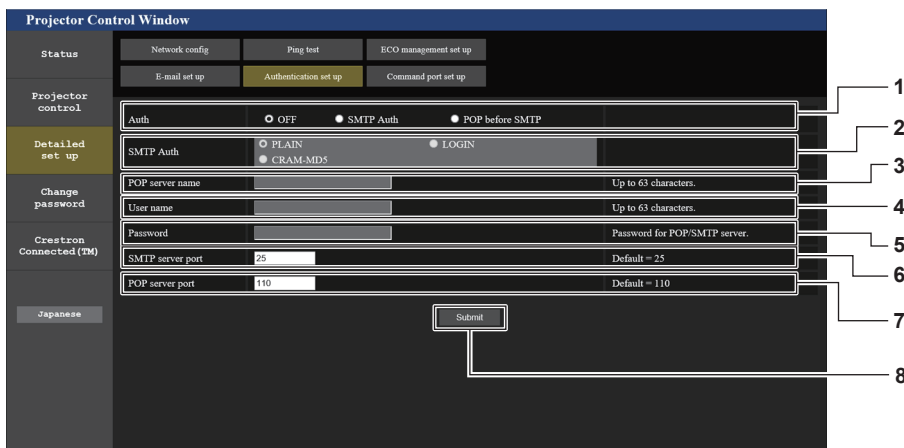 Projector Control Window
Status
Network config
Ping test
ECO management set up
E-mail set up
Authentication set up
Command port set up
Projector
control
Detailed
set up
Change
password
Crestron
Connected(TM)
Japanese
Auth
OFF
SMTP Auth
POP before SMTP
1
SMTP Auth
PLAIN
LOGIN
CRAM-MD5
2
POP server name
Up to 63 characters.
3
User name
Up to 63 characters.
4
Password
Password for POP/SMTP server.
5
SMTP server port
25
Default = 25
6
POP server port
110
Default = 110
7
Submit
8